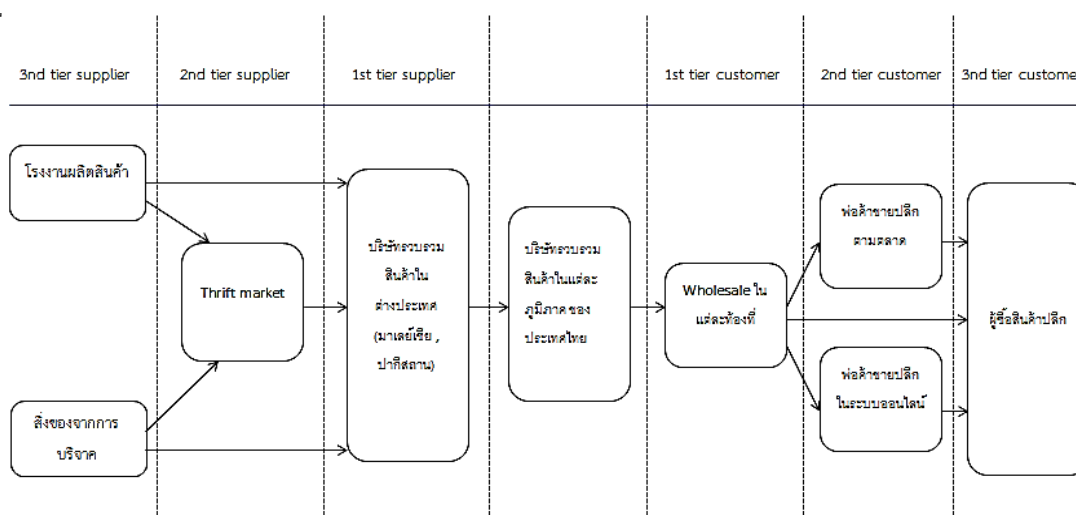 3nd tier supplier
2nd tier supplier
1st tier supplier
1st tier customer
2nd tier customer
3nd tier custome
โรงงานผลิตสินค้า
สิ่งของจากการ
บริจาค
Thrift market
บริษัทรวบรวม
สินค้าใน
ต่างประเทศ
(มาเลย์เซีย ,
ปากีสถาน)
บริษัทรวบรวม
สินค้าในแต่ละ
ภูมิภาค ของ
ประเทศไทย
Wholesale ใน
แต่ละท้องที่
พ่อค้าขายปลีก
ตามตลาด
พ่อค้าขายปลีก
ในระบบออนไลน์
ผู้ซื้อสินค้าปลีก